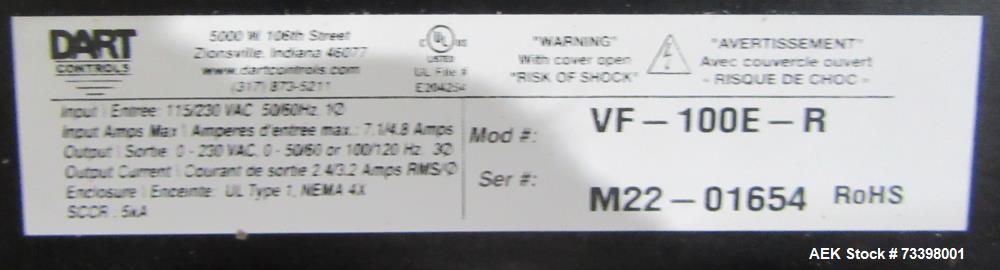 DART
CONTROLS
5000 W. 106th Street
Zionsville, Indiana 46077
www.dartcontrols.com
(317) 873-5211
C UL US
LISTED
UL File #
E204254
"WARNING"
With cover open
"RISK OF SHOCK"
"AVERTISSEMENT"
Avec couvercle ouvert
- RISQUE DE CHOC -
Input | Entree: 115/230 VAC 50/60Hz. 1Ø
Input Amps Max | Amperes d'entree max.: 7.1/4.8 Amps
Output | Sortie: 0 - 230 VAC, 0 - 50/60 or 100/120 Hz. 3Ø
Output Current | Courant de sortie 2.4/3.2 Amps RMS/Ø
Enclosure | Enceinte: UL Type 1, NEMA 4X
SCCR : 5kA
Mod #: VF-100E-R
Ser #: M22-01654 RoHS
AEK Stock # 73398001